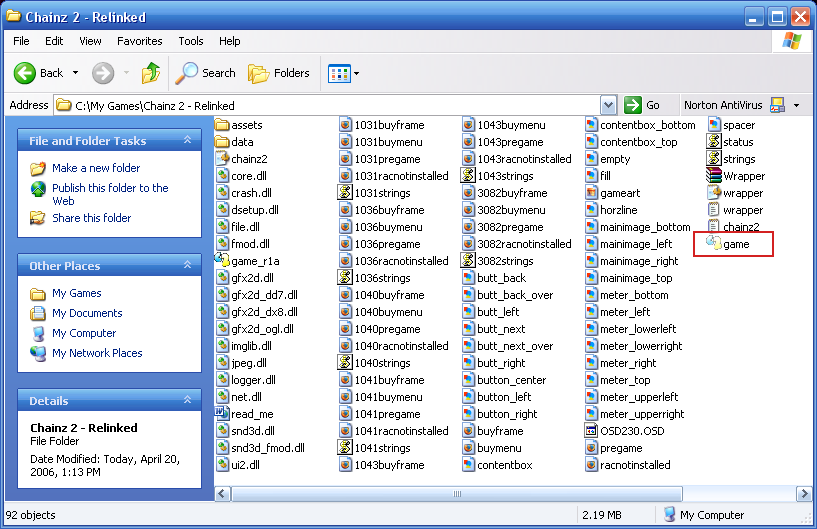 Chainz 2 - Relinked
File Edit View Favorites Tools Help
Back Search Folders
Address C:\My Games\Chainz 2 - Relinked Go Norton AntiVirus
File and Folder Tasks
Make a new folder
Publish this folder to the
Web
Share this folder
Other Places
My Games
My Documents
My Computer
My Network Places
Details
Chainz 2 - Relinked
File Folder
Date Modified: Today, April 20,
2006, 1:13 PM
assets
data
chainz2
core.dll
crash.dll
dsetup.dll
file.dll
fmod.dll
game_r1a
gfx2d.dll
gfx2d_dd7.dll
gfx2d_dx8.dll
gfx2d_ogl.dll
imglib.dll
jpeg.dll
logger.dll
net.dll
read_me
snd3d.dll
snd3d_fmod.dll
ui2.dll
1031buyframe
1031buymenu
1031pregame
1031racnotinstalled
1031strings
1036buyframe
1036buymenu
1036pregame
1036racnotinstalled
1036strings
1040buyframe
1040buymenu
1040pregame
1040racnotinstalled
1040strings
1041buyframe
1041buymenu
1041pregame
1041racnotinstalled
1041strings
1043buyframe
1043buymenu
1043pregame
1043racnotinstalled
1043strings
3082buyframe
3082buymenu
3082pregame
3082racnotinstalled
3082strings
butt_back
butt_back_over
butt_left
butt_next
butt_next_over
butt_right
button_center
button_left
button_right
buyframe
buymenu
contentbox
contentbox_bottom
contentbox_top
empty
fill
gameart
horzline
mainimage_bottom
mainimage_left
mainimage_right
mainimage_top
meter_bottom
meter_left
meter_lowerleft
meter_lowerright
meter_right
meter_top
meter_upperleft
meter_upperright
OSD230.OSD
pregame
racnotinstalled
spacer
status
strings
Wrapper
wrapper
wrapper
chainz2
game
92 objects 2.19 MB My Computer